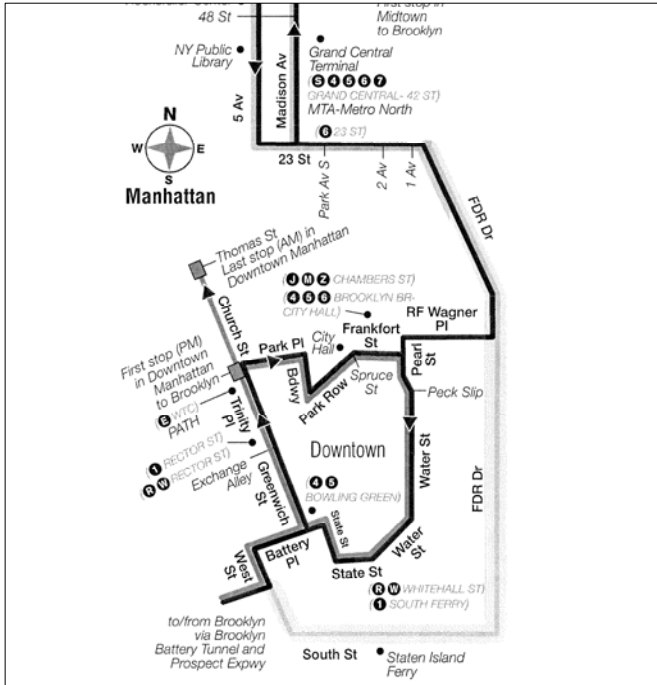 48 St
First stop in
Midtown
to Brooklyn
NY Public
Library
5 Av
Madison Av
Grand Central
Terminal
(S 4 5 6 7
GRAND CENTRAL- 42 ST)
MTA-Metro North
(6 23 ST)
N
W E
S
Manhattan
23 St
Park Av S
2 Av
1 Av
FDR Dr
Thomas St
Last stop (AM) in
Downtown Manhattan
(J M Z CHAMBERS ST)
(4 5 6 BROOKLYN BR-
CITY HALL)
RF Wagner
Pl
Church St
Park Pl
City
Hall
Frankfort
St
Pearl
St
First stop (PM)
in Downtown
Manhattan
to Brooklyn
Bdwy
Park Row
Spruce
St
Peck Slip
(E WTC)
PATH
Trinity
Pl
(1 RECTOR ST)
(R W RECTOR ST)
Exchange
Alley
Greenwich
St
Downtown
Water St
FDR Dr
(4 5
BOWLING GREEN)
State St
Water
St
West
St
Battery
Pl
State St
(R W WHITEHALL ST)
(1 SOUTH FERRY)
to/from Brooklyn
via Brooklyn
Battery Tunnel and
Prospect Expwy
South St
Staten Island
Ferry